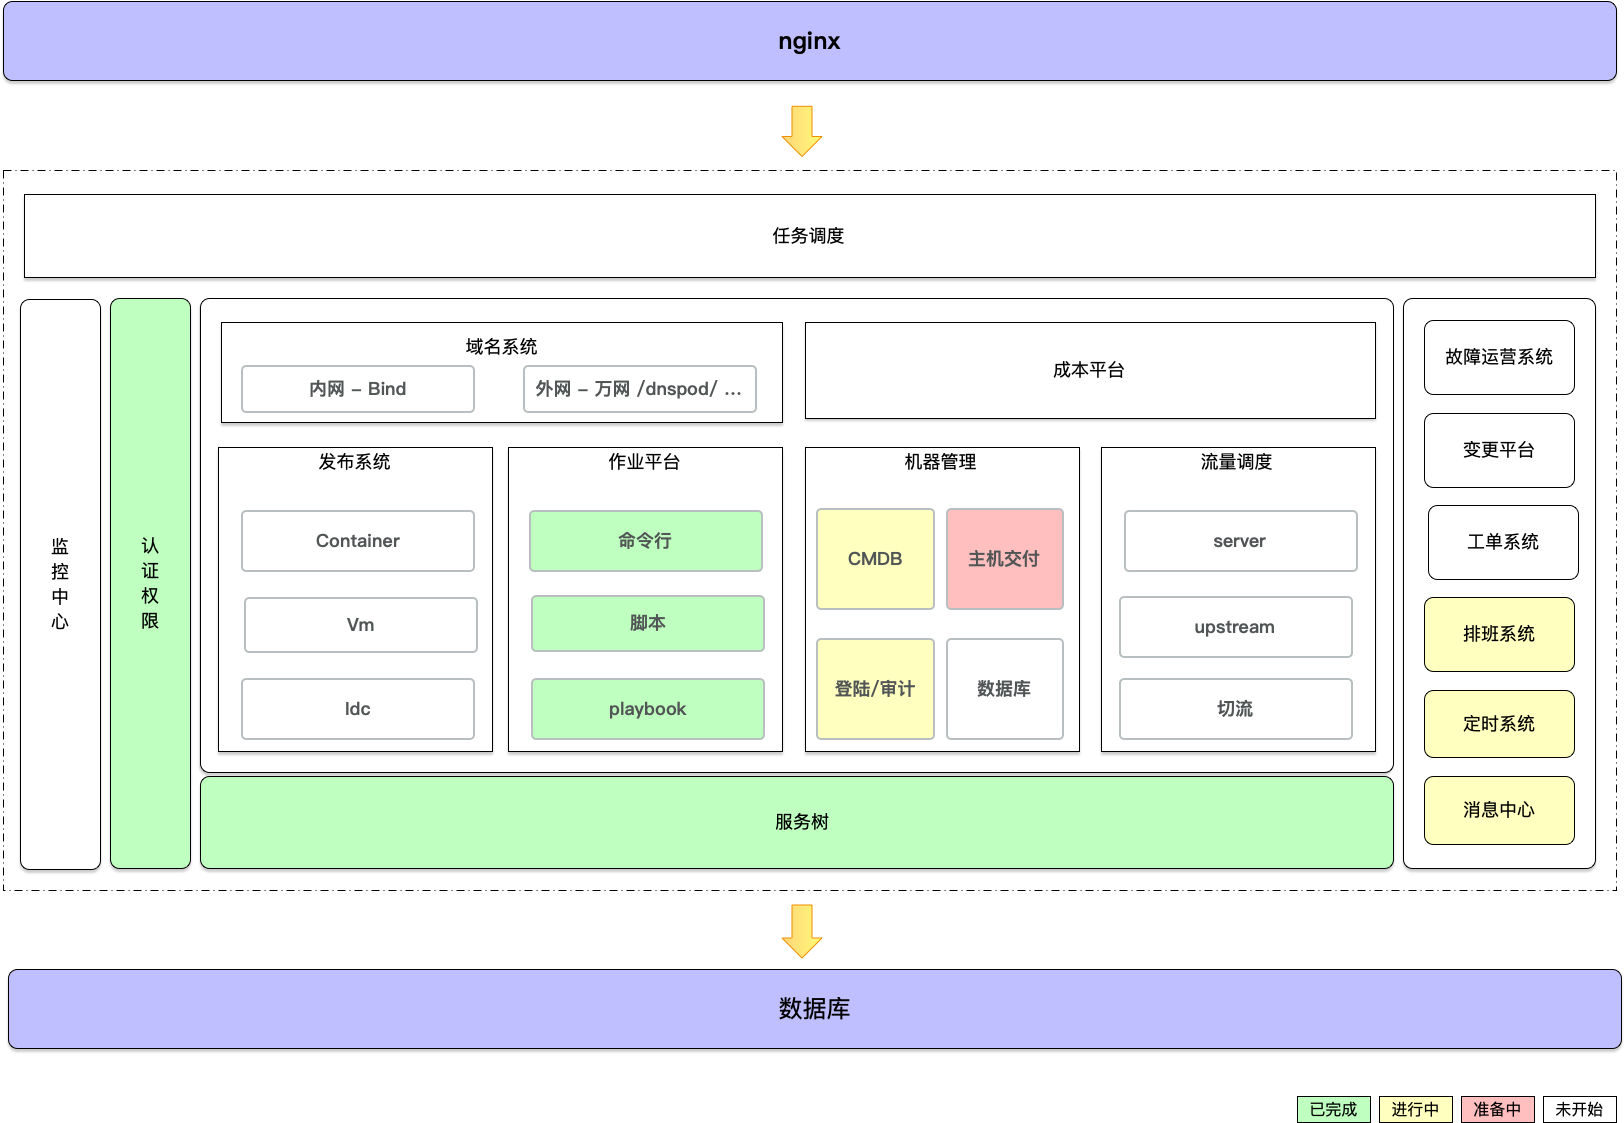 nginx
任务调度
监控中心
认证权限
域名系统
内网 – Bind
外网 – 万网 /dnspod/ ...
成本平台
发布系统
Container
Vm
Idc
作业平台
命令行
脚本
playbook
机器管理
CMDB
主机交付
登陆/审计
数据库
流量调度
server
upstream
切流
服务树
故障运营系统
变更平台
工单系统
排班系统
定时系统
消息中心
数据库
已完成
进行中
准备中
未开始